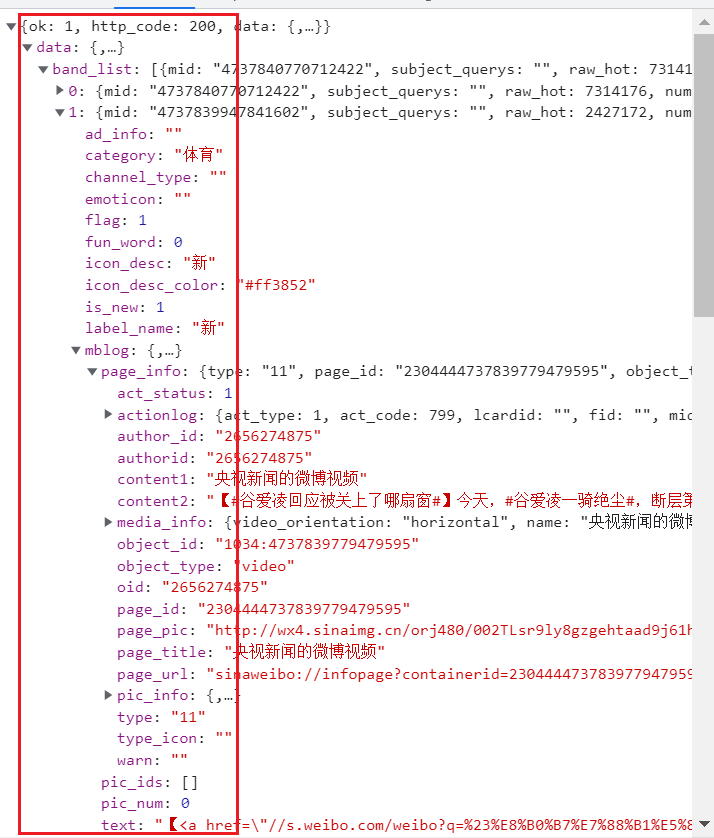 {ok: 1, http_code: 200, data: {,…}}
data: {,…}
band_list: [{mid: "4737840770712422", subject_querys: "", raw_hot: 73141
0: {mid: "4737840770712422", subject_querys: "", raw_hot: 7314176, num
1: {mid: "4737839947841602", subject_querys: "", raw_hot: 2427172, num
ad_info: ""
category: "体育"
channel_type: ""
emoticon: ""
flag: 1
fun_word: 0
icon_desc: "新"
icon_desc_color: "#ff3852"
is_new: 1
label_name: "新"
mblog: {,…}
page_info: {type: "11", page_id: "2304444737839779479595", object_t
act_status: 1
actionlog: {act_type: 1, act_code: 799, lcardid: "", fid: "", mid
author_id: "2656274875"
authorid: "2656274875"
content1: "央视新闻的微博视频"
content2: "【#谷爱凌回应被关上了哪扇窗#】今天，#谷爱凌一骑绝尘#，断层第
media_info: {video_orientation: "horizontal", name: "央视新闻的微博
object_id: "1034:4737839779479595"
object_type: "video"
oid: "2656274875"
page_id: "2304444737839779479595"
page_pic: "http://wx4.sinaimg.cn/orj480/002TLsr9ly8gzgehtaad9j61h
page_title: "央视新闻的微博视频"
page_url: "sinaweibo://infopage?containerid=230444473783977947959
pic_info: {,…}
type: "11"
type_icon: ""
warn: ""
pic_ids: []
pic_num: 0
text: "【<a href=\"//s.weibo.com/weibo?q=%23%E8%B0%B7%E7%88%B1%E5%8